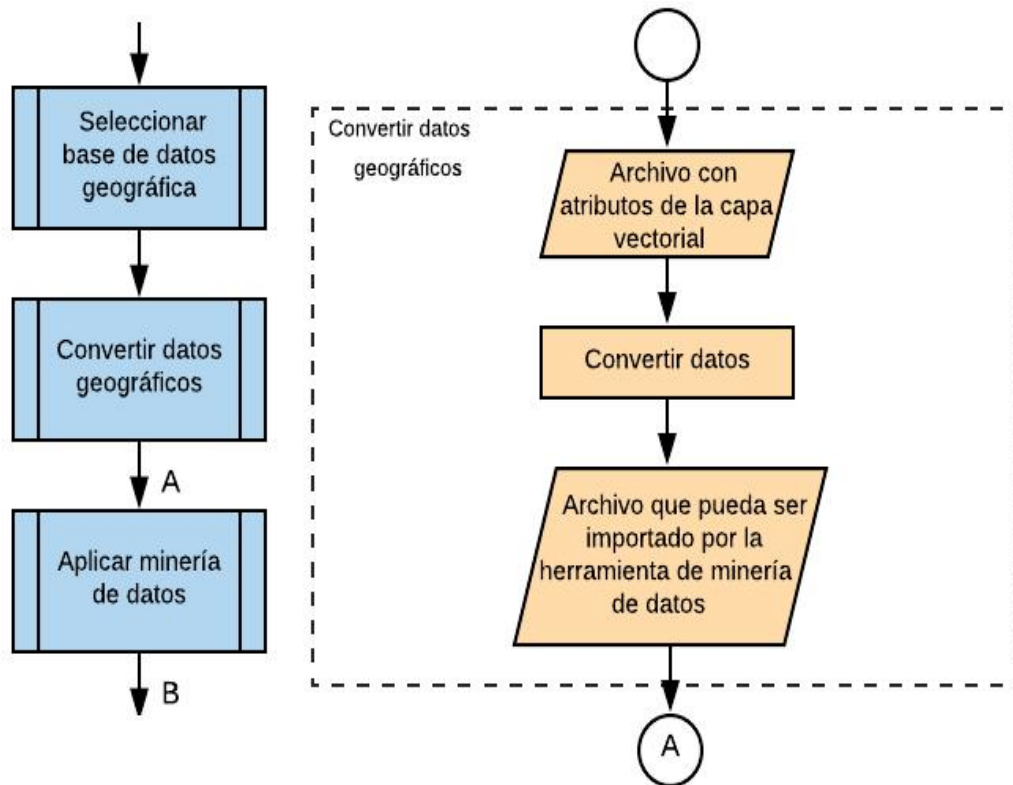 Seleccionar
base de datos
geográfica
Convertir datos
geográficos
A
Aplicar minería
de datos
B
Convertir datos
geográficos
Archivo con
atributos de la capa
vectorial
Convertir datos
Archivo que pueda ser
importado por la
herramienta de minería
de datos
A